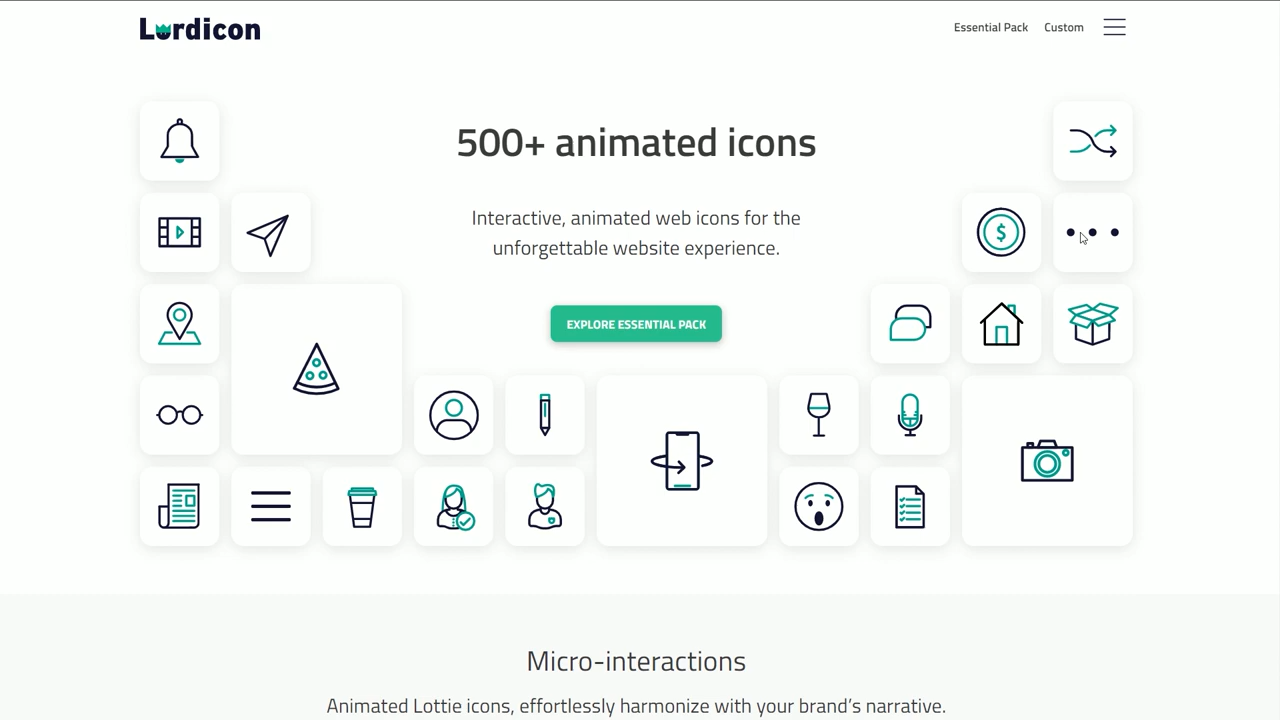 Lordicon
Essential Pack
Custom
500+ animated icons
Interactive, animated web icons for the
unforgettable website experience.
EXPLORE ESSENTIAL PACK
Micro-interactions
Animated Lottie icons, effortlessly harmonize with your brand’s narrative.